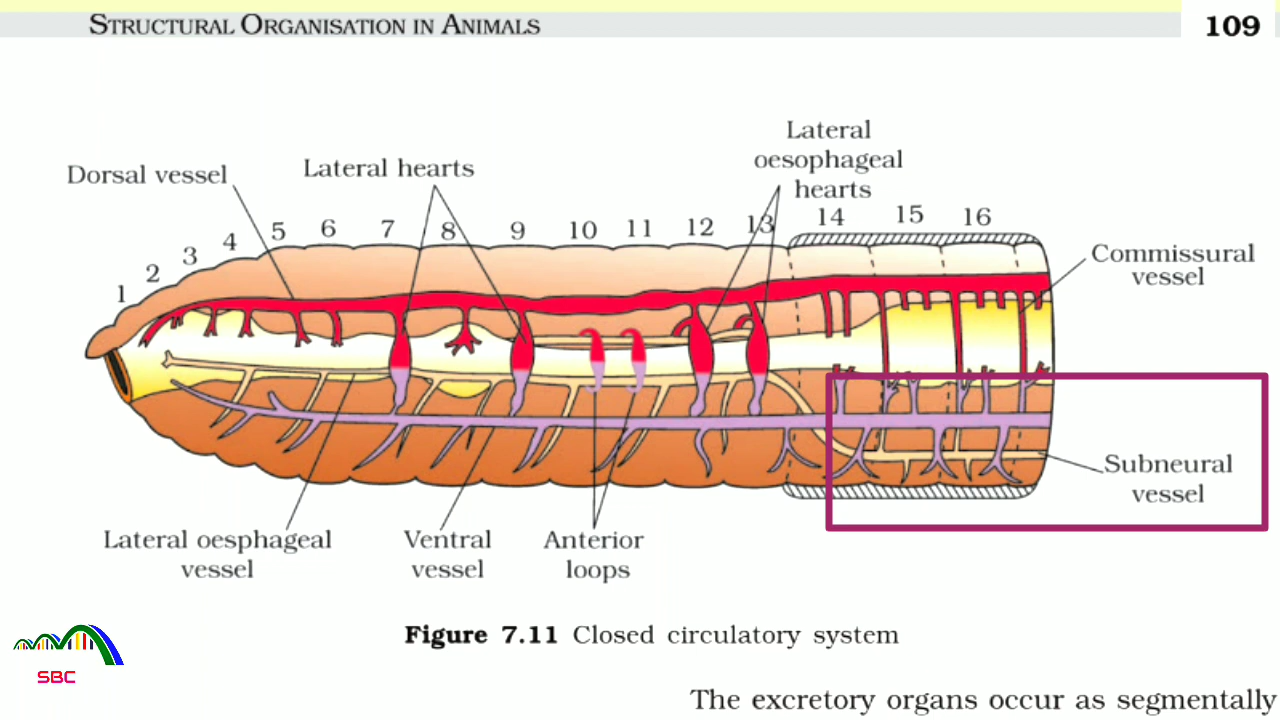 STRUCTURAL ORGANISATION IN ANIMALS
109
Lateral
oesophageal
hearts
Dorsal vessel
Lateral hearts
1
2
3
4
5
6
7
8
9
10
11
12
13
14
15
16
Commissural
vessel
Subneural
vessel
Lateral oesphageal
vessel
Ventral
vessel
Anterior
loops
Figure 7.11 Closed circulatory system
SBC
The excretory organs occur as segmentally